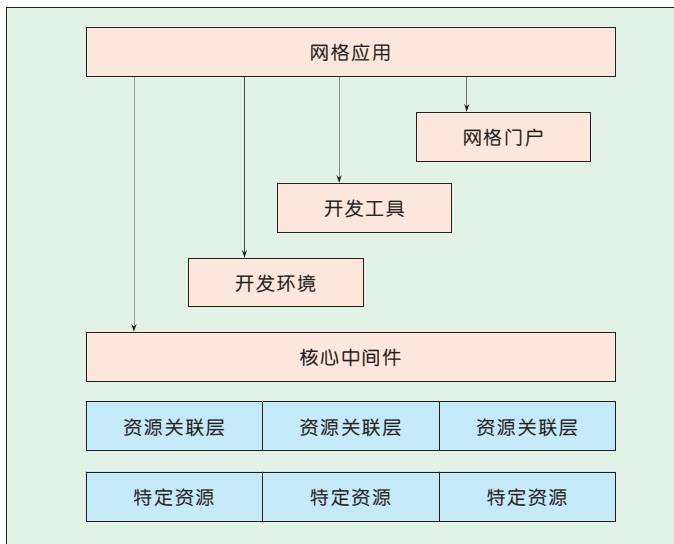 网格应用
网格门户
开发工具
开发环境
核心中间件
资源关联层 资源关联层 资源关联层
特定资源 特定资源 特定资源